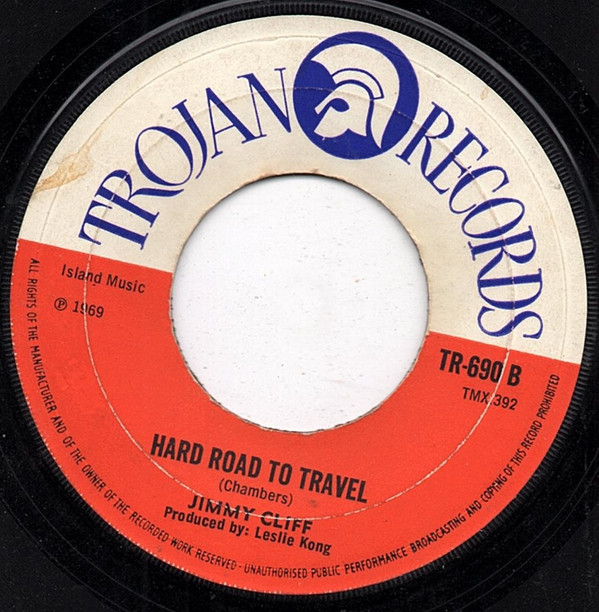 TROJAN RECORDS
Island Music
℗ 1969
TR-690 B
TMX 392
HARD ROAD TO TRAVEL
(Chambers)
JIMMY CLIFF
Produced by: Leslie Kong
ALL RIGHTS OF THE MANUFACTURER AND OF THE OWNER OF THE RECORDED WORK RESERVED - UNAUTHORISED PUBLIC PERFORMANCE BROADCASTING AND COPYING OF THIS RECORD PROHIBITED